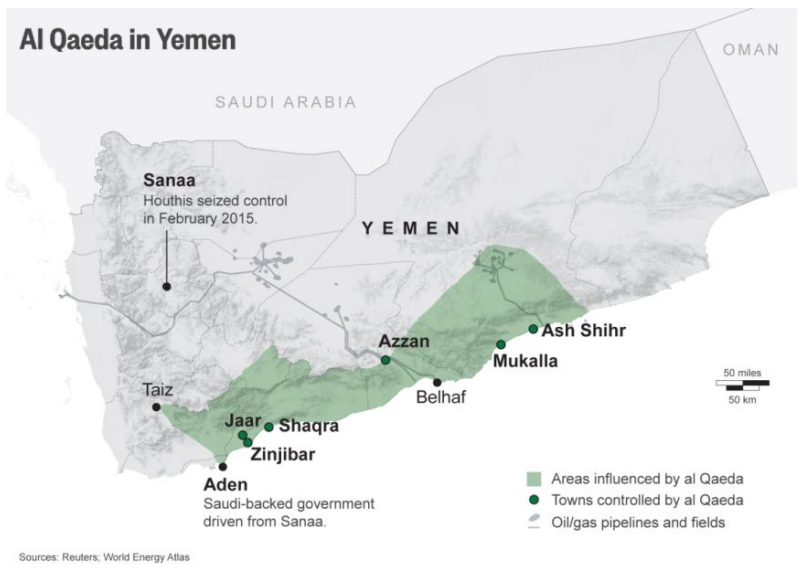 Al Qaeda in Yemen
OMAN
SAUDI ARABIA
Sanaa
Houthis seized control
in February 2015.
YEMEN
Ash Shihr
Azzan
Mukalla
Taiz
Belhaf
50 miles
50 km
Jaar
Shaqra
Zinjibar
Aden
Saudi-backed government
driven from Sanaa.
Areas influenced by al Qaeda
Towns controlled by al Qaeda
Oil/gas pipelines and fields
Sources: Reuters; World Energy Atlas